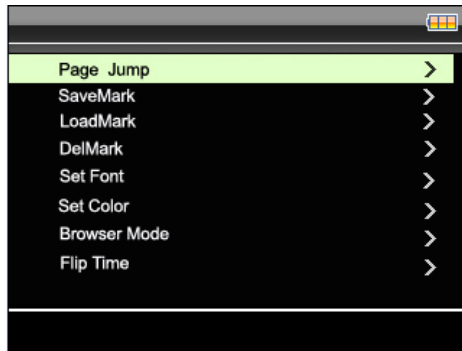 Page Jump
SaveMark
LoadMark
DelMark
Set Font
Set Color
Browser Mode
Flip Time